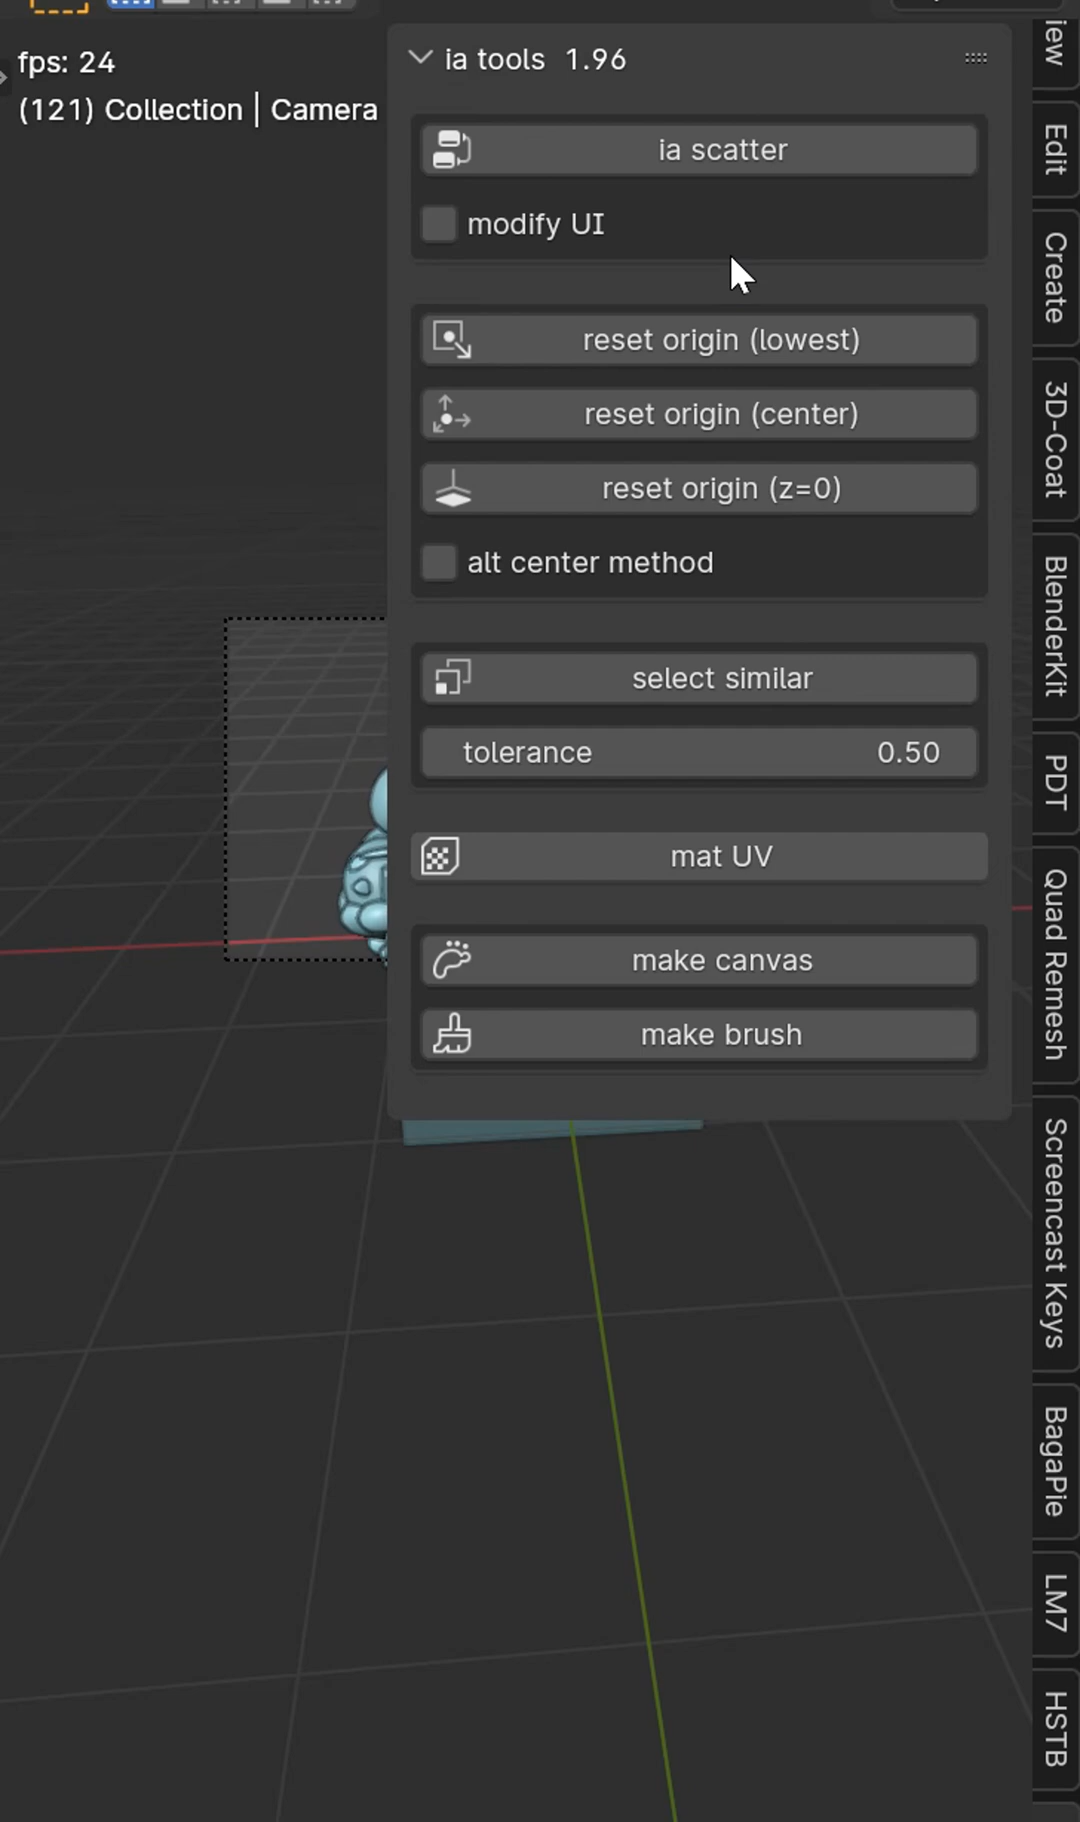 fps: 24
(121) Collection | Camera
ia tools 1.96
ia scatter
modify UI
reset origin (lowest)
reset origin (center)
reset origin (z=0)
alt center method
select similar
tolerance 0.50
mat UV
make canvas
make brush
iew
Edit
Create
3D-Coat
BlenderKit
PDT
Quad Remesh
Screencast Keys
BagaPie
LM7
HSTB